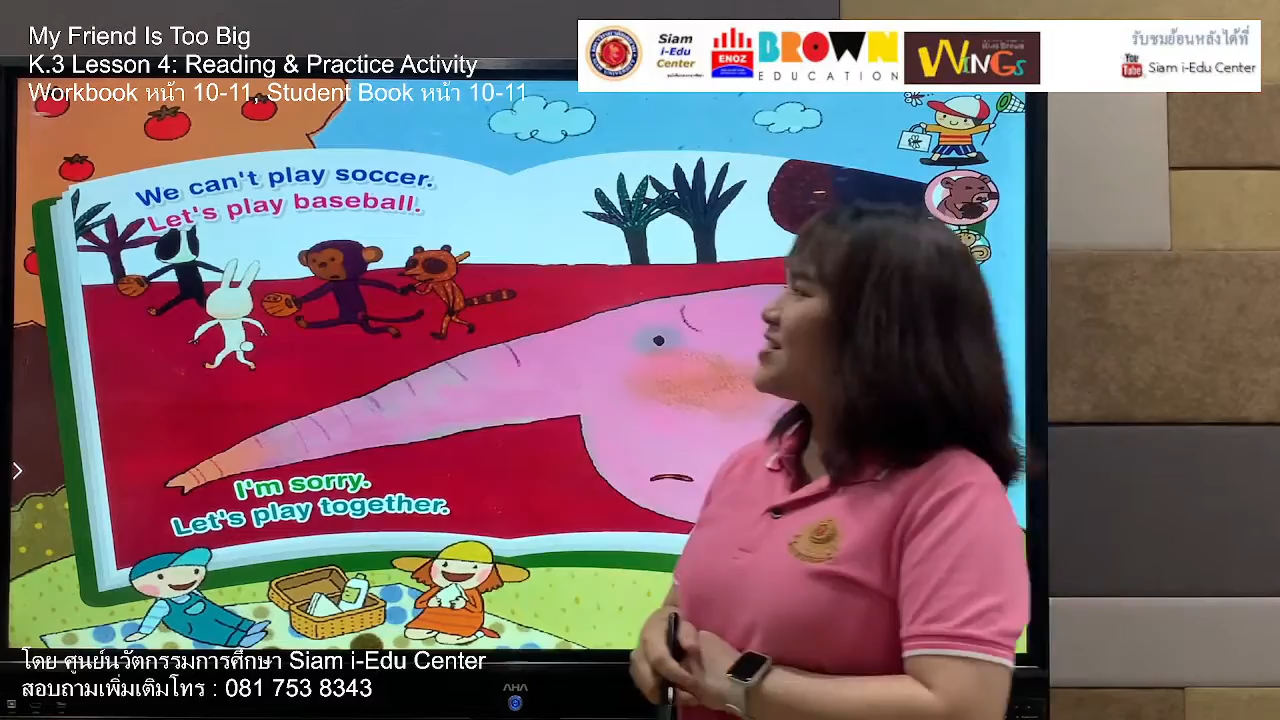 My Friend Is Too Big
K.3 Lesson 4: Reading & Practice Activity
Workbook หน้า 10-11, Student Book หน้า 10-11
Siam
i-Edu
Center
ENOZ
BROWN
EDUCATION
WiNGs
รับชมย้อนหลังได้ที่
You
Tube
Siam i-Edu Center
We can't play soccer.
Let's play baseball.
I'm sorry.
Let's play together.
โดย ศูนย์นวัตกรรมการศึกษา Siam i-Edu Center
สอบถามเพิ่มเติมโทร : 081 753 8343
AHA